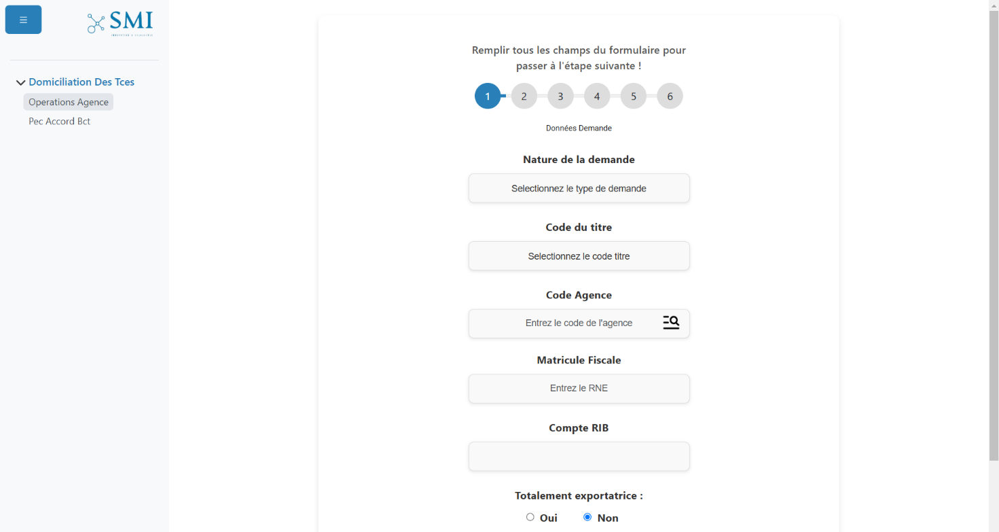 SMI
Domiciliation Des Tces
Operations Agence
Pec Accord Bct
Remplir tous les champs du formulaire pour
passer à l'étape suivante !
1 2 3 4 5 6
Données Demande
Nature de la demande
Selectionnez le type de demande
Code du titre
Selectionnez le code titre
Code Agence
Entrez le code de l'agence
Matricule Fiscale
Entrez le RNE
Compte RIB
Totalement exportatrice :
Oui Non